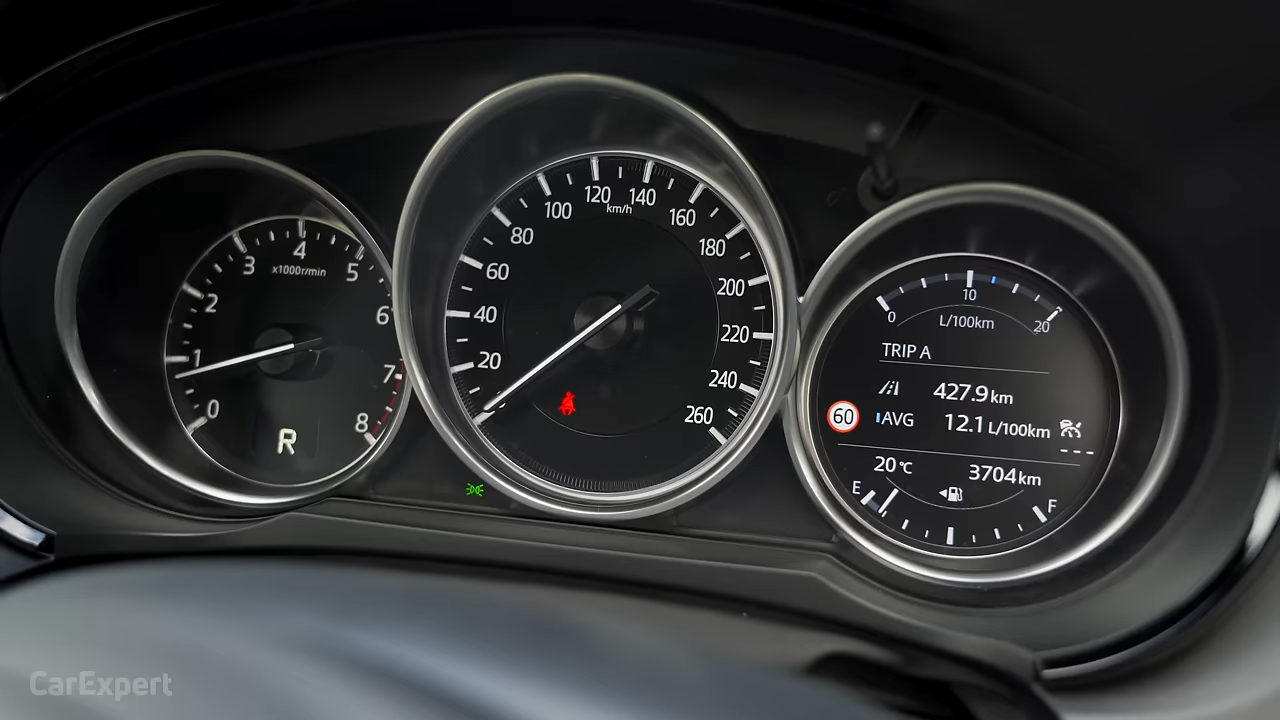 0
1
2
3
4
5
6
7
8
x1000r/min
R
20
40
60
80
100
120
140
160
180
200
220
240
260
km/h
0
10
20
L/100km
TRIP A
427.9 km
60
AVG
12.1 L/100km
---
20 °C
3704 km
E
F
CarExpert